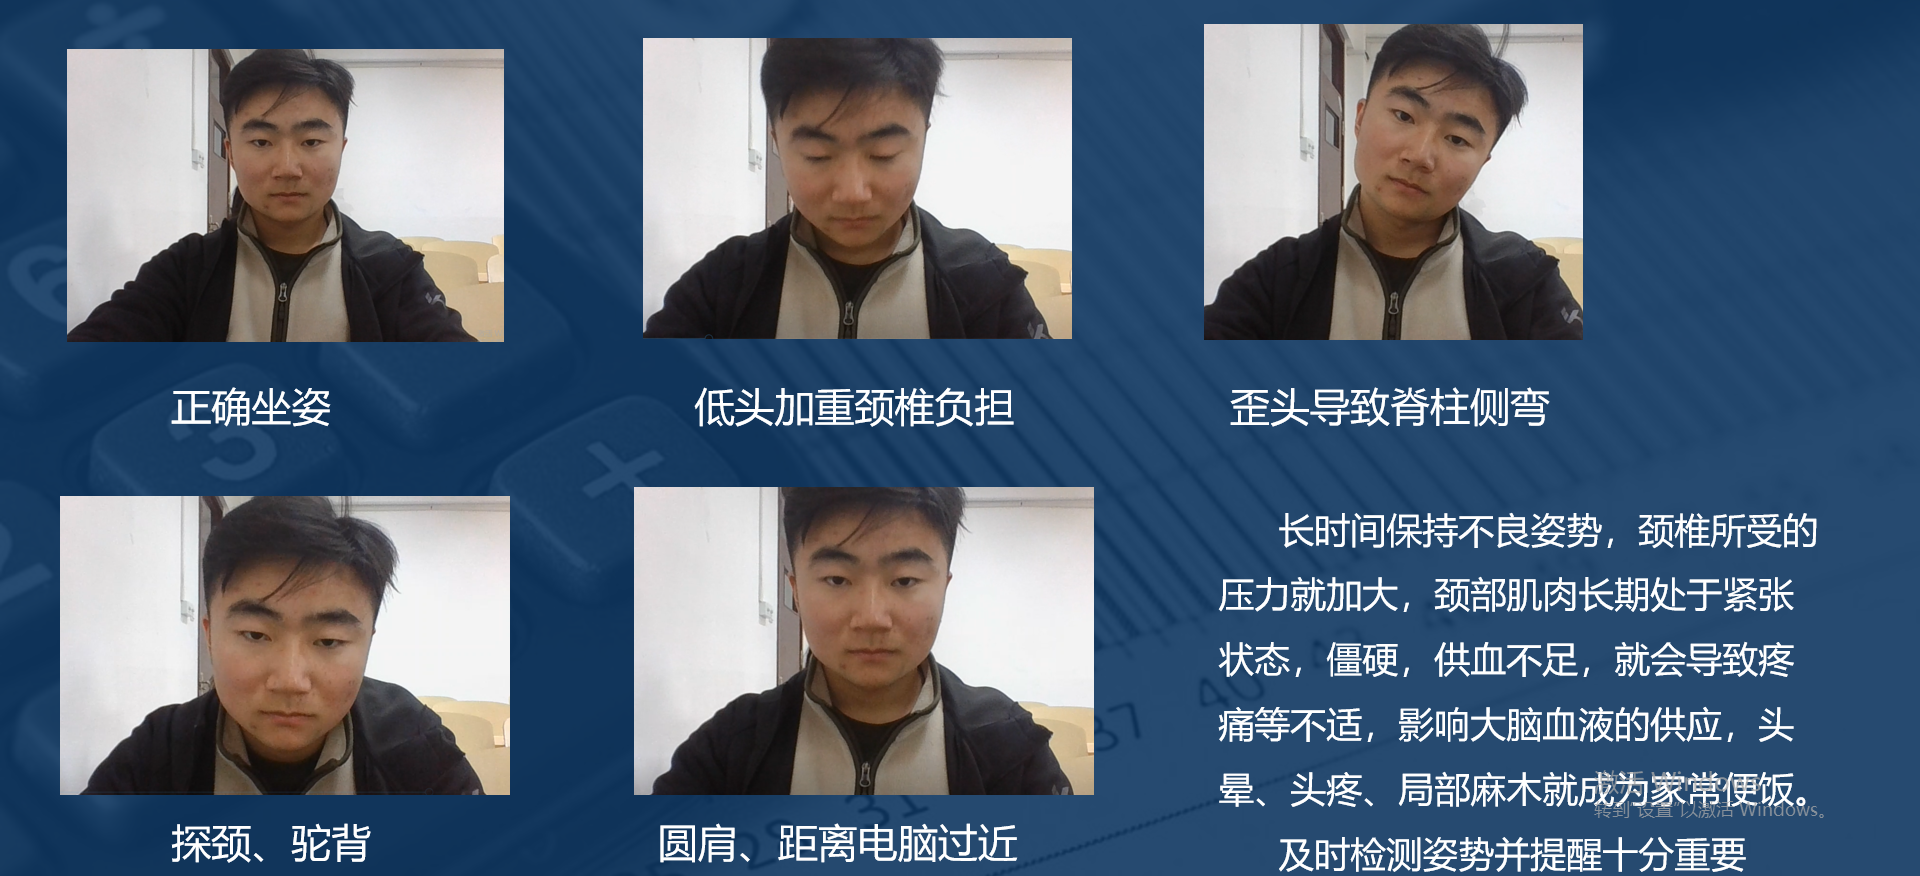 正确坐姿
低头加重颈椎负担
歪头导致脊柱侧弯
探颈、驼背
圆肩、距离电脑过近
长时间保持不良姿势，颈椎所受的
压力就加大，颈部肌肉长期处于紧张
状态，僵硬，供血不足，就会导致疼
痛等不适，影响大脑血液的供应，头
晕、头疼、局部麻木就成为家常便饭。
及时检测姿势并提醒十分重要
激活 Windows
转到"设置"以激活 Windows。
37
40
31
28